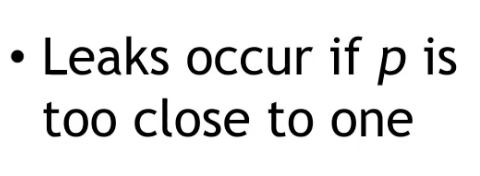 • Leaks occur if p is
too close to one